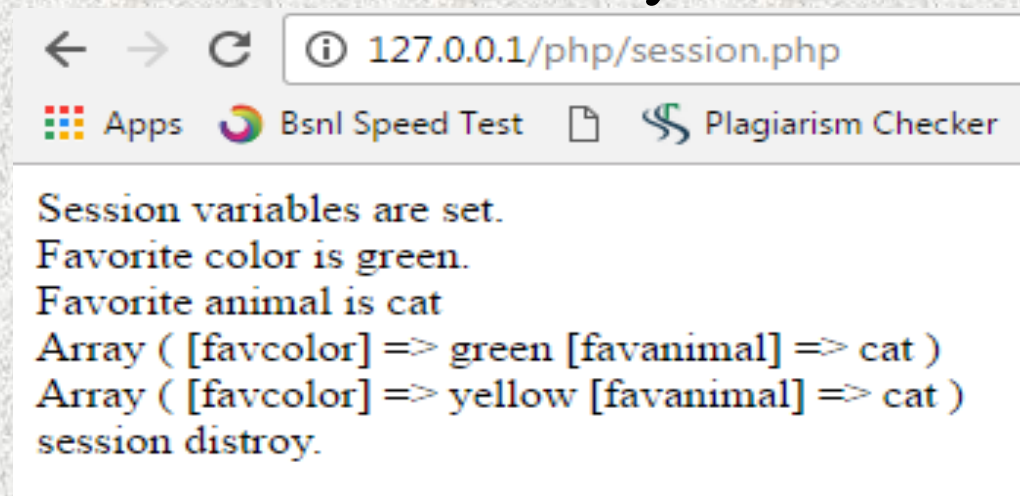 127.0.0.1/php/session.php
Apps Bsnl Speed Test Plagiarism Checker
Session variables are set.
Favorite color is green.
Favorite animal is cat
Array ( [favcolor] => green [favanimal] => cat )
Array ( [favcolor] => yellow [favanimal] => cat )
session distroy.